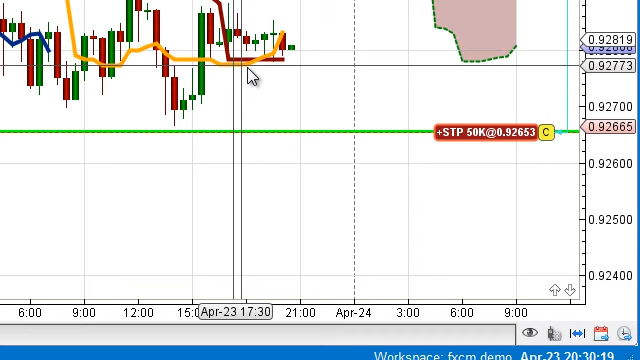 0.92819
0.92773
0.92700
0.92665
+STP 50K@0.92653 C
0.92600
0.92500
0.92400
6:00 9:00 12:00 15:0 Apr-23 17:30 21:00 Apr-24 3:00 6:00 9:00
Workspace: fxcm demo Apr-23 20:30:19